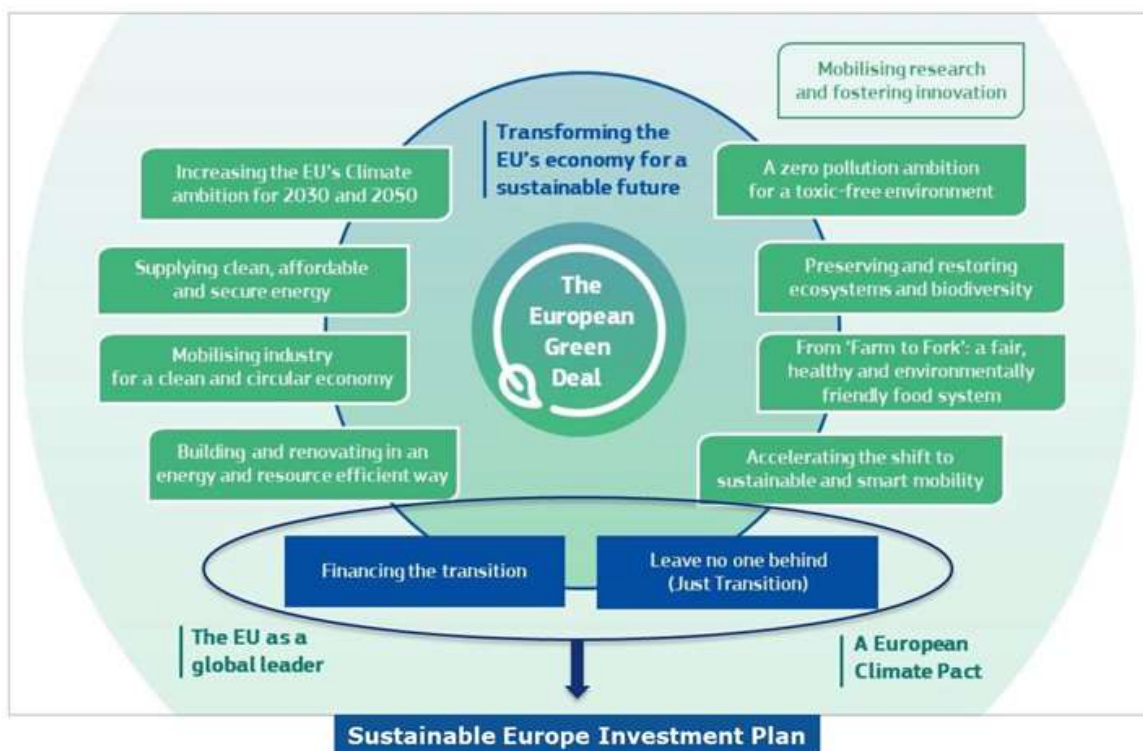 Mobilising research
and fostering innovation
Transforming the
EU's economy for a
sustainable future
Increasing the EU's Climate
ambition for 2030 and 2050
A zero pollution ambition
for a toxic-free environment
Supplying clean, affordable
and secure energy
The
European
Green
Deal
Preserving and restoring
ecosystems and biodiversity
Mobilising industry
for a clean and circular economy
From 'Farm to Fork': a fair,
healthy and environmentally
friendly food system
Building and renovating in an
energy and resource efficient way
Accelerating the shift to
sustainable and smart mobility
Financing the transition
Leave no one behind
(Just Transition)
The EU as a
global leader
A European
Climate Pact
Sustainable Europe Investment Plan